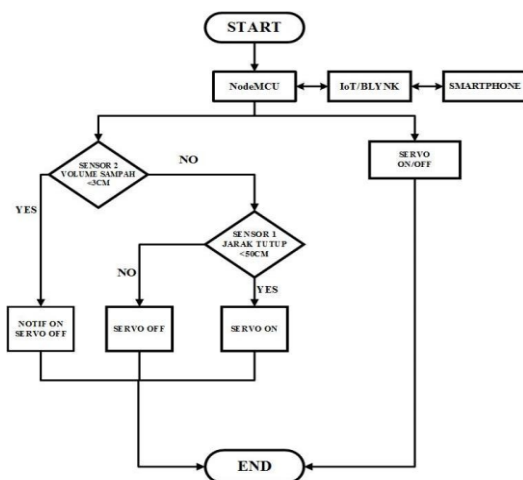 START
NodeMCU
IoT/BLYNK
SMARTPHONE
SENSOR 2
VOLUME SAMPAH
<3CM
NO
SERVO
ON/OFF
YES
SENSOR 1
JARAK TUTUP
<50CM
NO
YES
NOTIF ON
SERVO OFF
SERVO OFF
SERVO ON
END